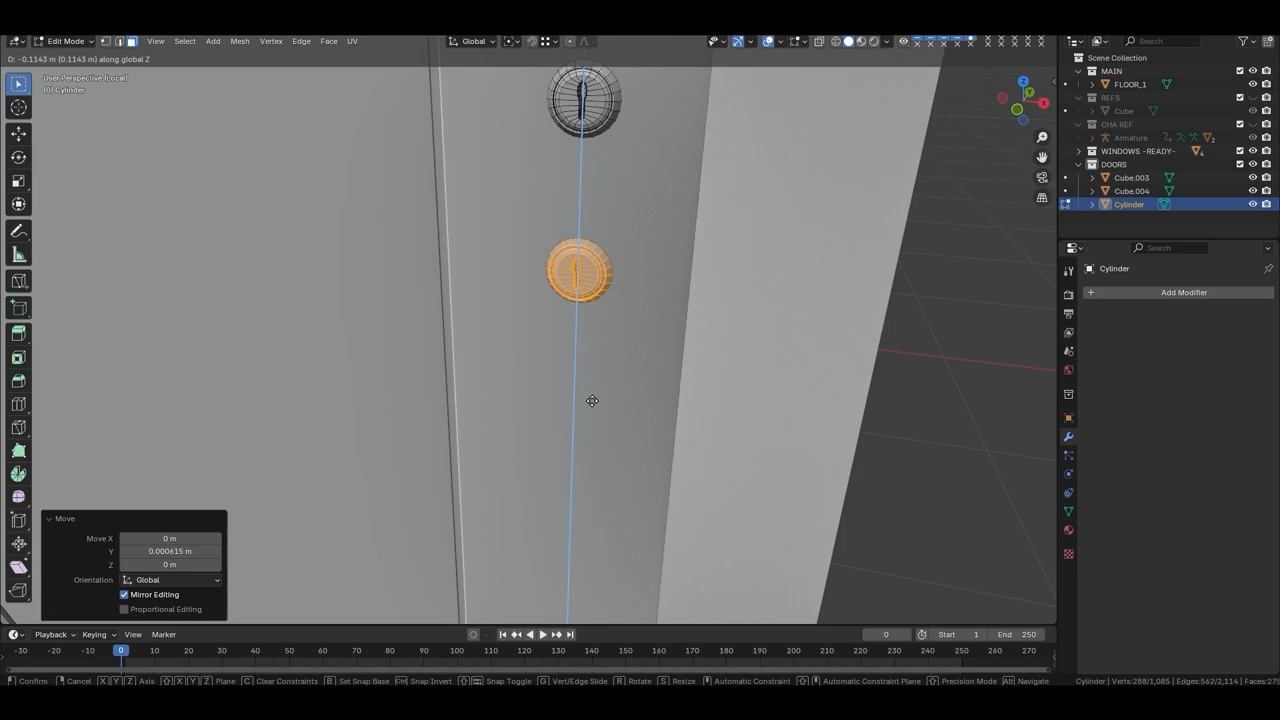 Edit Mode View Select Add Mesh Vertex Edge Face UV Global Search
D: -0.1143 m (0.1143 m) along global Z
User Perspective (Local)
(0) Cylinder
Z
Y
X
Scene Collection
MAIN
FLOOR_1
REFS
Cube
CHA REF
Armature 2
WINDOWS -READY- 4
DOORS
Cube.003
Cube.004
Cylinder
Search
Cylinder
+ Add Modifier
Move
Move X 0 m
Y 0.000615 m
Z 0 m
Orientation Global
Mirror Editing
Proportional Editing
Playback Keying View Marker 0 Start 1 End 250
-30 -20 -10 0 10 20 30 40 50 60 70 80 90 100 110 120 130 140 150 160 170 180 190 200 210 220 230 240 250 260 270
Confirm Cancel X Y Z Axis X Y Z Plane C Clear Constraints B Set Snap Base Ctrl Snap Invert Snap Toggle G Vert/Edge Slide R Rotate S Resize Automatic Constraint Automatic Constraint Plane Precision Mode Alt Navigate Cylinder | Verts:288/1,085 | Edges:562/2,114 | Faces:275